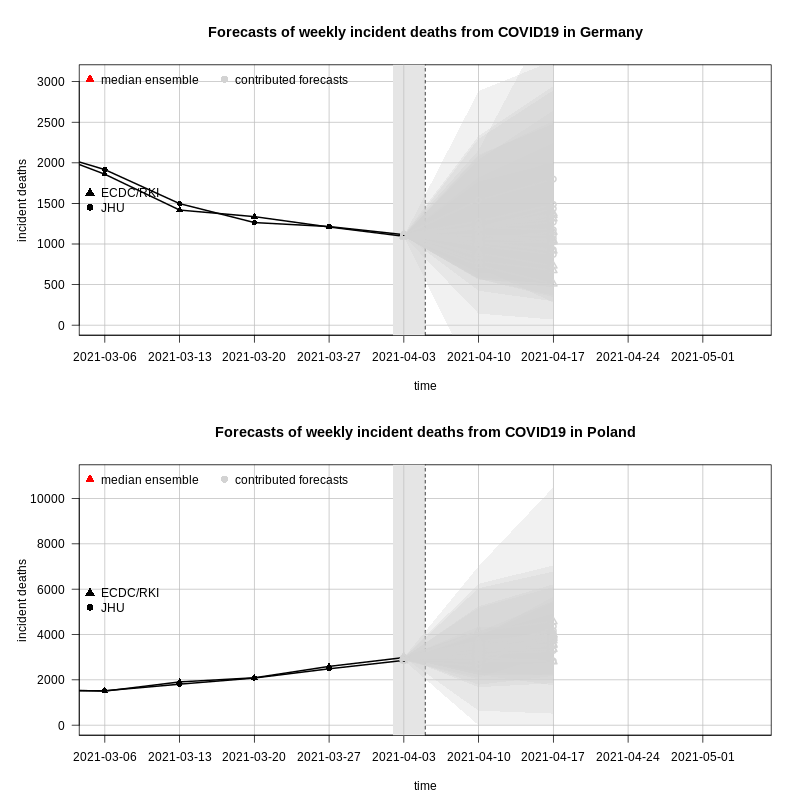 Forecasts of weekly incident deaths from COVID19 in Germany
median ensemble contributed forecasts
3000
2500
2000
1500
1000
500
0
incident deaths
ECDC/RKI
JHU
2021-03-06 2021-03-13 2021-03-20 2021-03-27 2021-04-03 2021-04-10 2021-04-17 2021-04-24 2021-05-01
time
Forecasts of weekly incident deaths from COVID19 in Poland
median ensemble contributed forecasts
10000
8000
6000
4000
2000
0
incident deaths
ECDC/RKI
JHU
2021-03-06 2021-03-13 2021-03-20 2021-03-27 2021-04-03 2021-04-10 2021-04-17 2021-04-24 2021-05-01
time